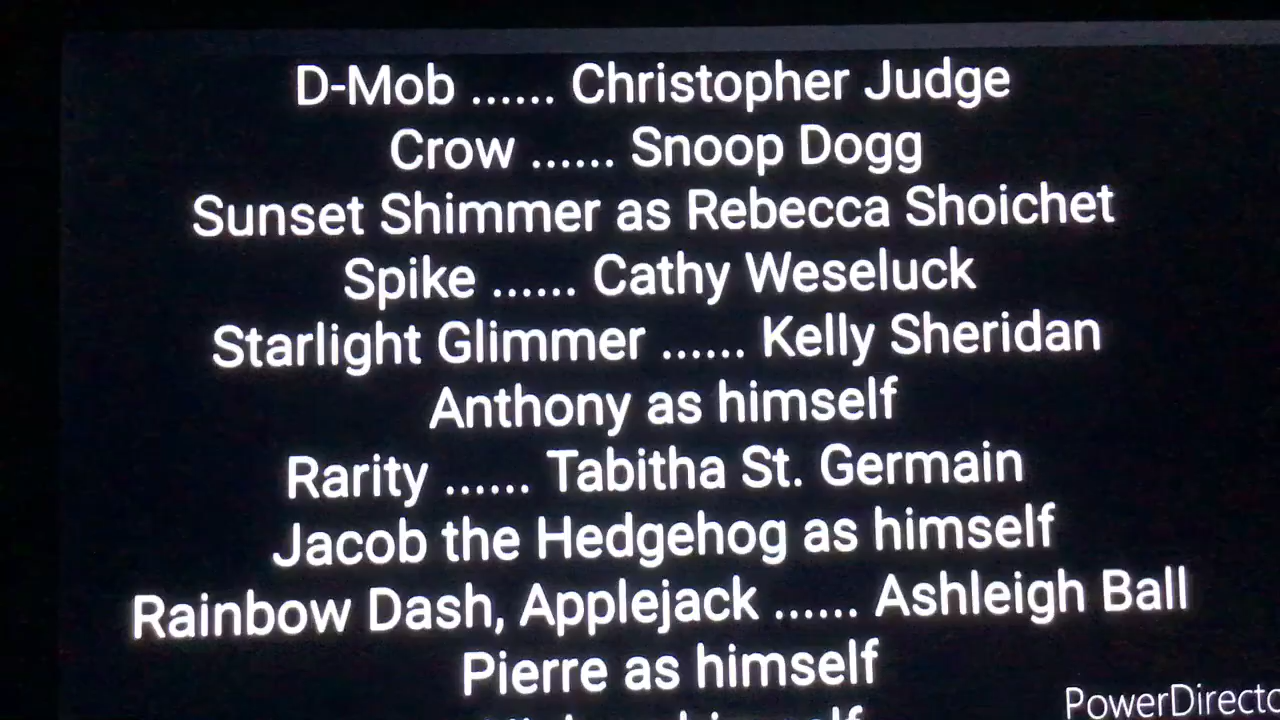 D-Mob ...... Christopher Judge
Crow ...... Snoop Dogg
Sunset Shimmer as Rebecca Shoichet
Spike ...... Cathy Weseluck
Starlight Glimmer ...... Kelly Sheridan
Anthony as himself
Rarity ...... Tabitha St. Germain
Jacob the Hedgehog as himself
Rainbow Dash, Applejack ...... Ashleigh Ball
Pierre as himself
himself